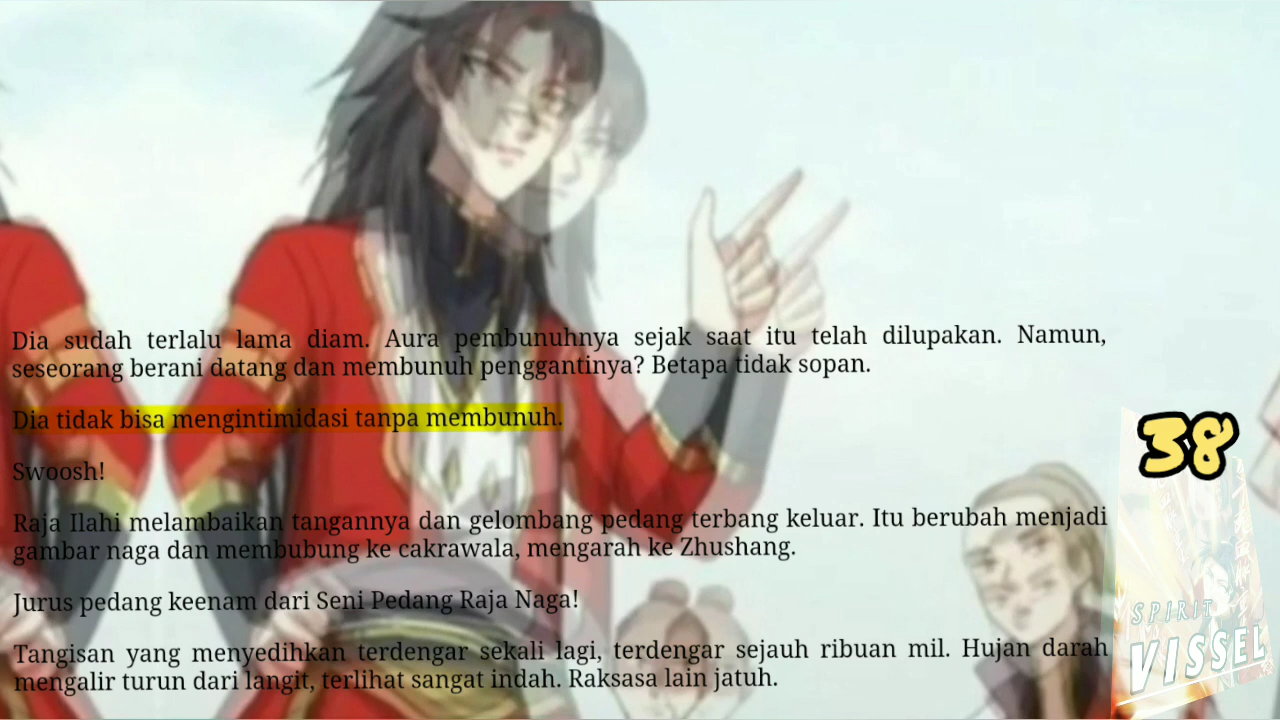 Dia sudah terlalu lama diam. Aura pembunuhnya sejak saat itu telah dilupakan. Namun,
seseorang berani datang dan membunuh penggantinya? Betapa tidak sopan.
Dia tidak bisa mengintimidasi tanpa membunuh.
Swoosh!
Raja Ilahi melambaikan tangannya dan gelombang pedang terbang keluar. Itu berubah menjadi
gambar naga dan membubung ke cakrawala, mengarah ke Zhushang.
Jurus pedang keenam dari Seni Pedang Raja Naga!
Tangisan yang menyedihkan terdengar sekali lagi, terdengar sejauh ribuan mil. Hujan darah
mengalir turun dari langit, terlihat sangat indah. Raksasa lain jatuh.
38
SPIRIT
VISSEL